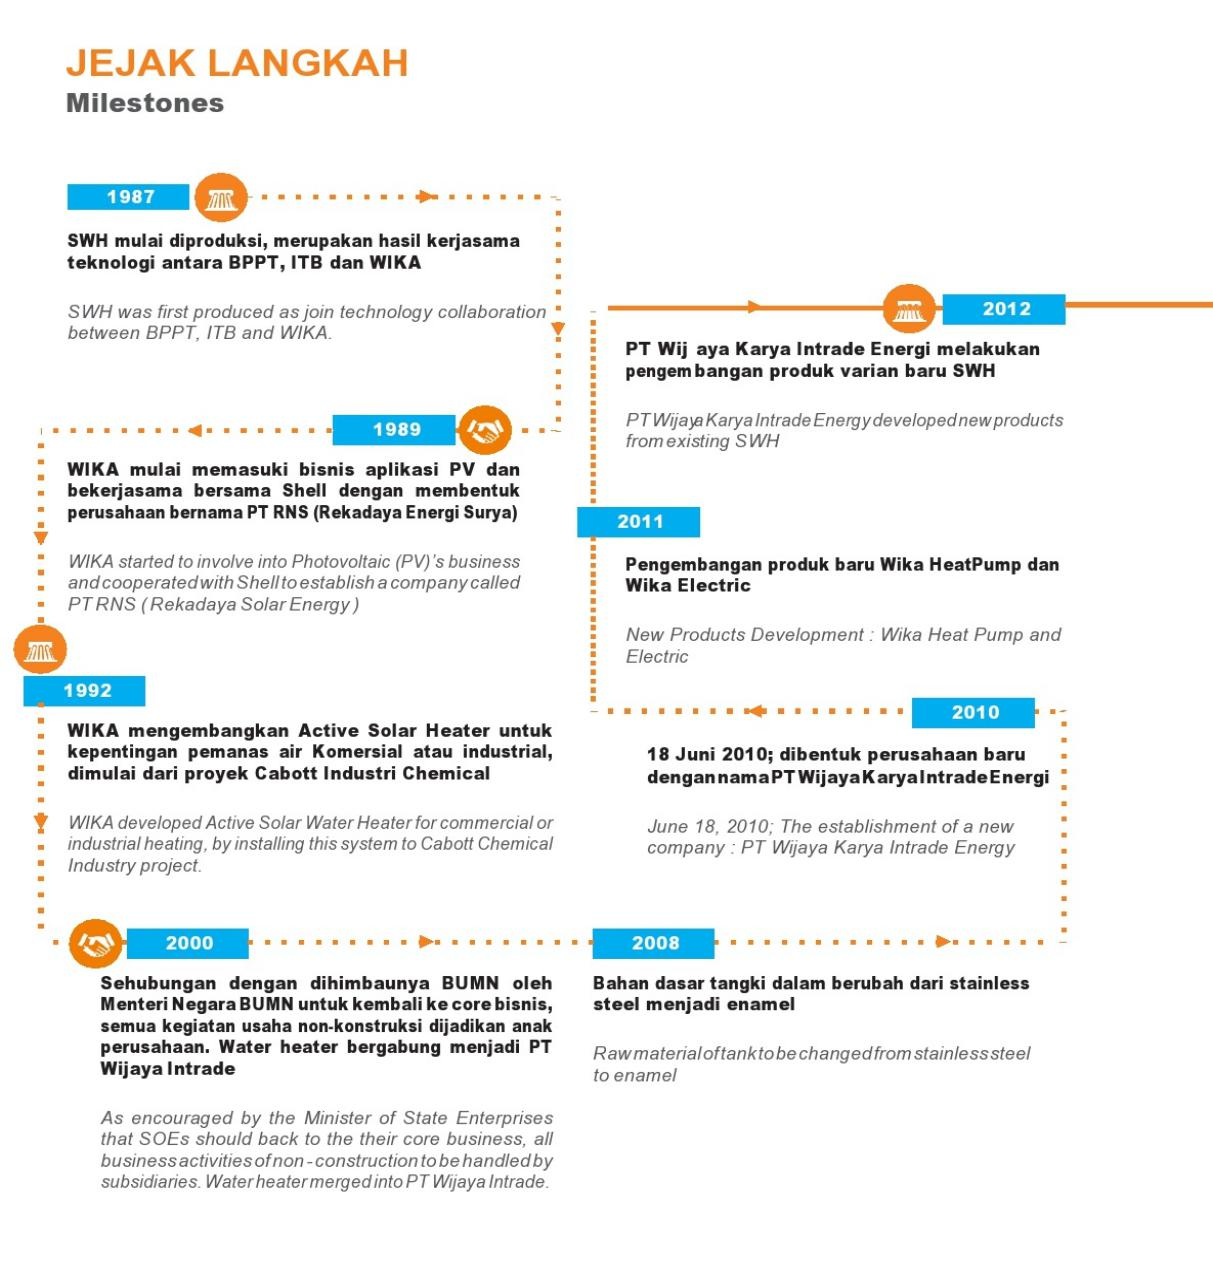 JEJAK LANGKAH
Milestones
1987
SWH mulai diproduksi, merupakan hasil kerjasama
teknologi antara BPPT, ITB dan WIKA
SWH was first produced as join technology collaboration
between BPPT, ITB and WIKA.
1989
WIKA mulai memasuki bisnis aplikasi PV dan
bekerjasama bersama Shell dengan membentuk
perusahaan bernama PT RNS (Rekadaya Energi Surya)
WIKA started to involve into Photovoltaic (PV)'s business
and cooperated with Shell to establish a company called
PT RNS ( Rekadaya Solar Energy )
1992
WIKA mengembangkan Active Solar Heater untuk
kepentingan pemanas air Komersial atau industrial,
dimulai dari proyek Cabott Industri Chemical
WIKA developed Active Solar Water Heater for commercial or
industrial heating, by installing this system to Cabott Chemical
Industry project.
2000
Sehubungan dengan dihimbaunya BUMN oleh
Menteri Negara BUMN untuk kembali ke core bisnis,
semua kegiatan usaha non-konstruksi dijadikan anak
perusahaan. Water heater bergabung menjadi PT
Wijaya Intrade
As encouraged by the Minister of State Enterprises
that SOEs should back to the their core business, all
business activities of non - construction to be handled by
subsidiaries. Water heater merged into PT Wijaya Intrade.
2008
Bahan dasar tangki dalam berubah dari stainless
steel menjadi enamel
Raw material of tank to be changed from stainless steel
to enamel
2010
18 Juni 2010; dibentuk perusahaan baru
dengan nama PT Wijaya Karya Intrade Energi
June 18, 2010; The establishment of a new
company : PT Wijaya Karya Intrade Energy
2011
Pengembangan produk baru Wika HeatPump dan
Wika Electric
New Products Development : Wika Heat Pump and
Electric
2012
PT Wij aya Karya Intrade Energi melakukan
pengembangan produk varian baru SWH
PT Wijaya Karya Intrade Energy developed new products
from existing SWH